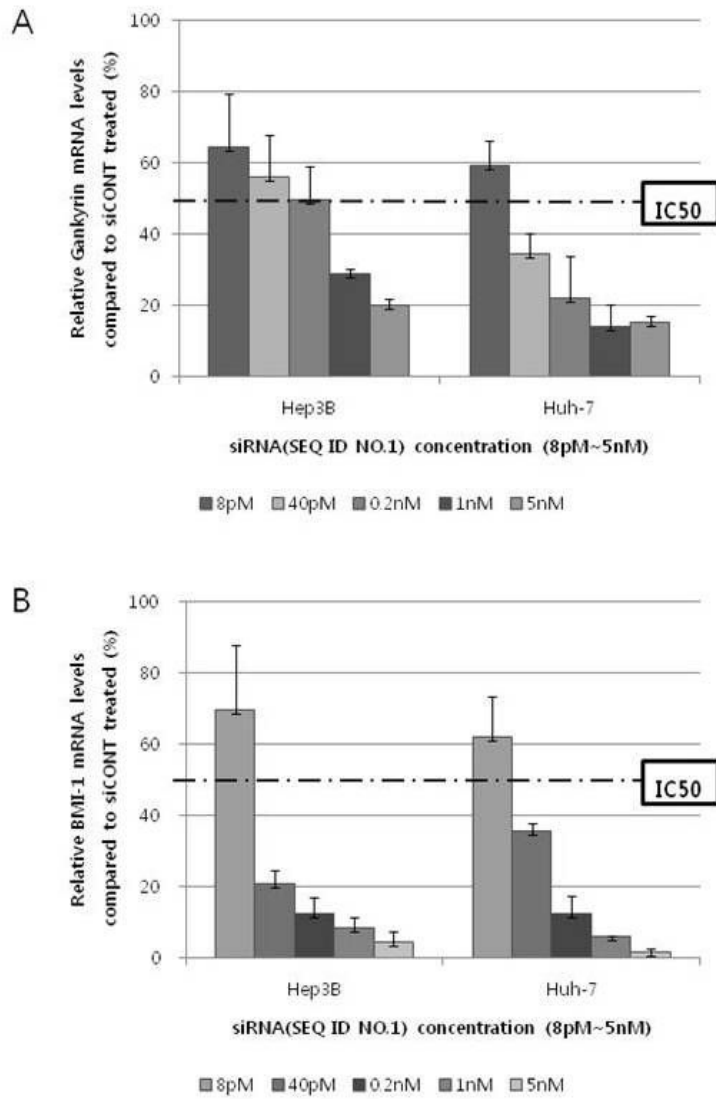 A
Relative Gankyrin mRNA levels
compared to siCONT treated (%)
100
80
60
40
20
0
IC50
Hep3B
Huh-7
siRNA(SEQ ID NO.1) concentration (8pM~5nM)
8pM 40pM 0.2nM 1nM 5nM
B
Relative BMI-1 mRNA levels
compared to siCONT treated (%)
100
80
60
40
20
0
IC50
Hep3B
Huh-7
siRNA(SEQ ID NO.1) concentration (8pM~5nM)
8pM 40pM 0.2nM 1nM 5nM